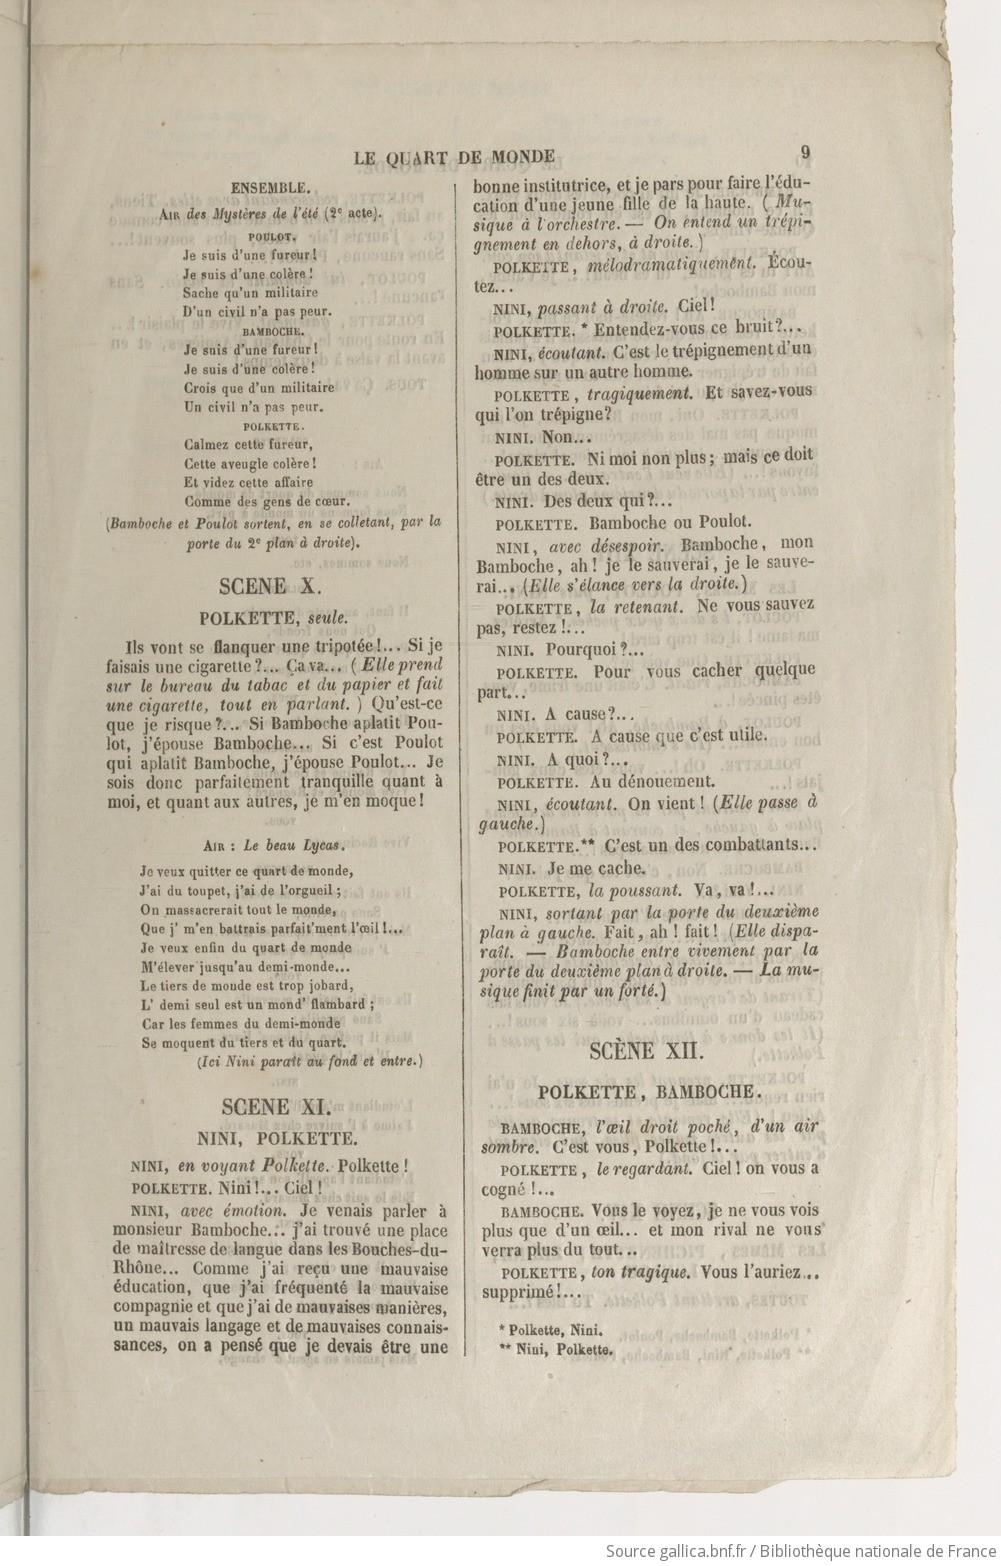 LE QUART DE MONDE
9
ENSEMBLE.
AIR des Mystères de l'été (2e acte).
POULOT.
Je suis d'une fureur!
Je suis d'une colère!
Sache qu'un militaire
D'un civil n'a pas peur.
BAMBOCHE.
Je suis d'une fureur!
Je suis d'une colère!
Crois que d'un militaire
Un civil n'a pas peur.
POLKETTE.
Calmez cette fureur,
Cette aveugle colère!
Et videz cette affaire
Comme des gens de cœur.
(Bamboche et Poulot sortent, en se colletant, par la
porte du 2e plan à droite).
SCENE X.
POLKETTE, seule.
Ils vont se flanquer une tripotée!... Si je
faisais une cigarette?... Ça va... (Elle prend
sur le bureau du tabac et du papier et fait
une cigarette, tout en parlant.) Qu'est-ce
que je risque?... Si Bamboche aplatit Pou-
lot, j'épouse Bamboche... Si c'est Poulot
qui aplatit Bamboche, j'épouse Poulot... Je
sois donc parfaitement tranquille quant à
moi, et quant aux autres, je m'en moque!
AIR : Le beau Lycas.
Je veux quitter ce quart de monde,
J'ai du toupet, j'ai de l'orgueil;
On massacrerait tout le monde,
Que j' m'en battrais parfait'ment l'œil!...
Je veux enfin du quart de monde
M'élever jusqu'au demi-monde...
Le tiers de monde est trop jobard,
L' demi seul est un mond' flambard;
Car les femmes du demi-monde
Se moquent du tiers et du quart.
(Ici Nini paraît au fond et entre.)
SCENE XI.
NINI, POLKETTE.
NINI, en voyant Polkette. Polkette!
POLKETTE. Nini!... Ciel!
NINI, avec émotion. Je venais parler à
monsieur Bamboche... j'ai trouvé une place
de maîtresse de langue dans les Bouches-du-
Rhône... Comme j'ai reçu une mauvaise
éducation, que j'ai fréquenté la mauvaise
compagnie et que j'ai de mauvaises manières,
un mauvais langage et de mauvaises connais-
sances, on a pensé que je devais être une
bonne institutrice, et je pars pour faire l'édu-
cation d'une jeune fille de la haute. (Mu-
sique à l'orchestre. — On entend un trépi-
gnement en dehors, à droite.)
POLKETTE, mélodramatiquement. Écou-
tez...
NINI, passant à droite. Ciel!
POLKETTE. * Entendez-vous ce bruit?...
NINI, écoutant. C'est le trépignement d'un
homme sur un autre homme.
POLKETTE, tragiquement. Et savez-vous
qui l'on trépigne?
NINI. Non...
POLKETTE. Ni moi non plus; mais ce doit
être un des deux.
NINI. Des deux qui?...
POLKETTE. Bamboche ou Poulot.
NINI, avec désespoir. Bamboche, mon
Bamboche, ah! je le sauverai, je le sauve-
rai... (Elle s'élance vers la droite.)
POLKETTE, la retenant. Ne vous sauvez
pas, restez!...
NINI. Pourquoi?...
POLKETTE. Pour vous cacher quelque
part...
NINI. A cause?...
POLKETTE. A cause que c'est utile.
NINI. A quoi?...
POLKETTE. Au dénouement.
NINI, écoutant. On vient! (Elle passe à
gauche.)
POLKETTE.** C'est un des combattants...
NINI. Je me cache.
POLKETTE, la poussant. Va, va!...
NINI, sortant par la porte du deuxième
plan à gauche. Fait, ah! fait! (Elle dispa-
raît. — Bamboche entre vivement par la
porte du deuxième plan à droite. — La mu-
sique finit par un forté.)
SCÈNE XII.
POLKETTE, BAMBOCHE.
BAMBOCHE, l'œil droit poché, d'un air
sombre. C'est vous, Polkette!...
POLKETTE, le regardant. Ciel! on vous a
cogné!...
BAMBOCHE. Vous le voyez, je ne vous vois
plus que d'un œil... et mon rival ne vous
verra plus du tout...
POLKETTE, ton tragique. Vous l'auriez...
supprimé!...
* Polkette, Nini.
** Nini, Polkette.
Source gallica.bnf.fr / Bibliothèque nationale de France